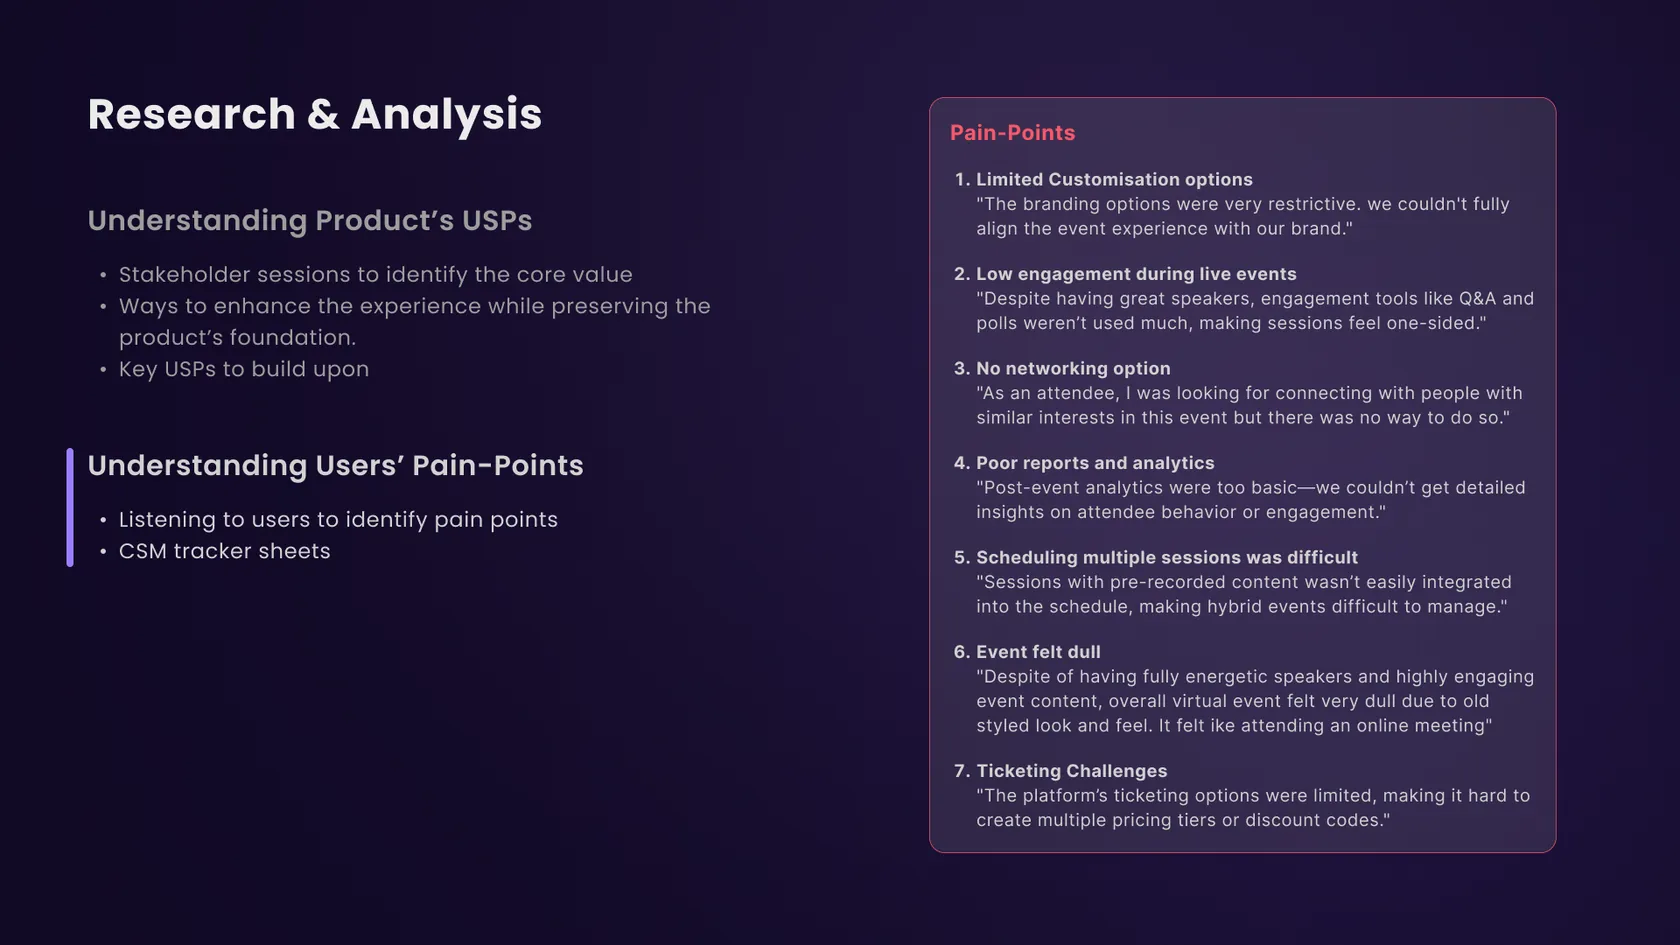 Research & Analysis
Understanding Product’s USPs
• Stakeholder sessions to identify the core value
• Ways to enhance the experience while preserving the
product’s foundation.
• Key USPs to build upon
Understanding Users’ Pain-Points
• Listening to users to identify pain points
• CSM tracker sheets
Pain-Points
1. Limited Customisation options
"The branding options were very restrictive. we couldn't fully
align the event experience with our brand."
2. Low engagement during live events
"Despite having great speakers, engagement tools like Q&A and
polls weren’t used much, making sessions feel one-sided."
3. No networking option
"As an attendee, I was looking for connecting with people with
similar interests in this event but there was no way to do so."
4. Poor reports and analytics
"Post-event analytics were too basic—we couldn’t get detailed
insights on attendee behavior or engagement."
5. Scheduling multiple sessions was difficult
"Sessions with pre-recorded content wasn’t easily integrated
into the schedule, making hybrid events difficult to manage."
6. Event felt dull
"Despite of having fully energetic speakers and highly engaging
event content, overall virtual event felt very dull due to old
styled look and feel. It felt ike attending an online meeting"
7. Ticketing Challenges
"The platform’s ticketing options were limited, making it hard to
create multiple pricing tiers or discount codes."